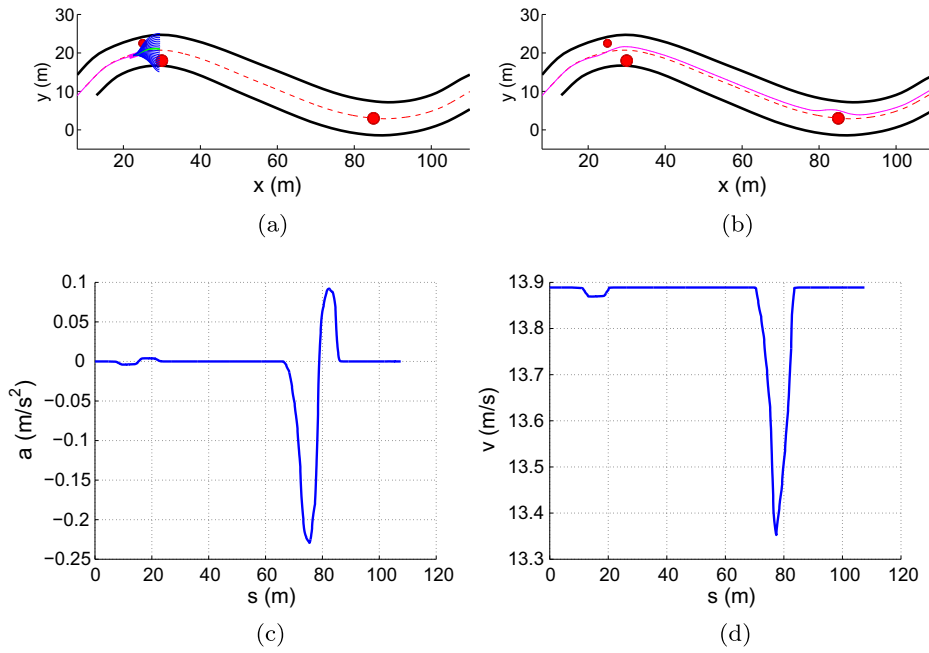 30
20
10
0
y (m)
20 40 60 80 100
x (m)
(a)
30
20
10
0
y (m)
20 40 60 80 100
x (m)
(b)
0.1
0.05
0
−0.05
−0.1
−0.15
−0.2
−0.25
a (m/s²)
0 20 40 60 80 100 120
s (m)
(c)
13.9
13.8
13.7
13.6
13.5
13.4
13.3
v (m/s)
0 20 40 60 80 100 120
s (m)
(d)